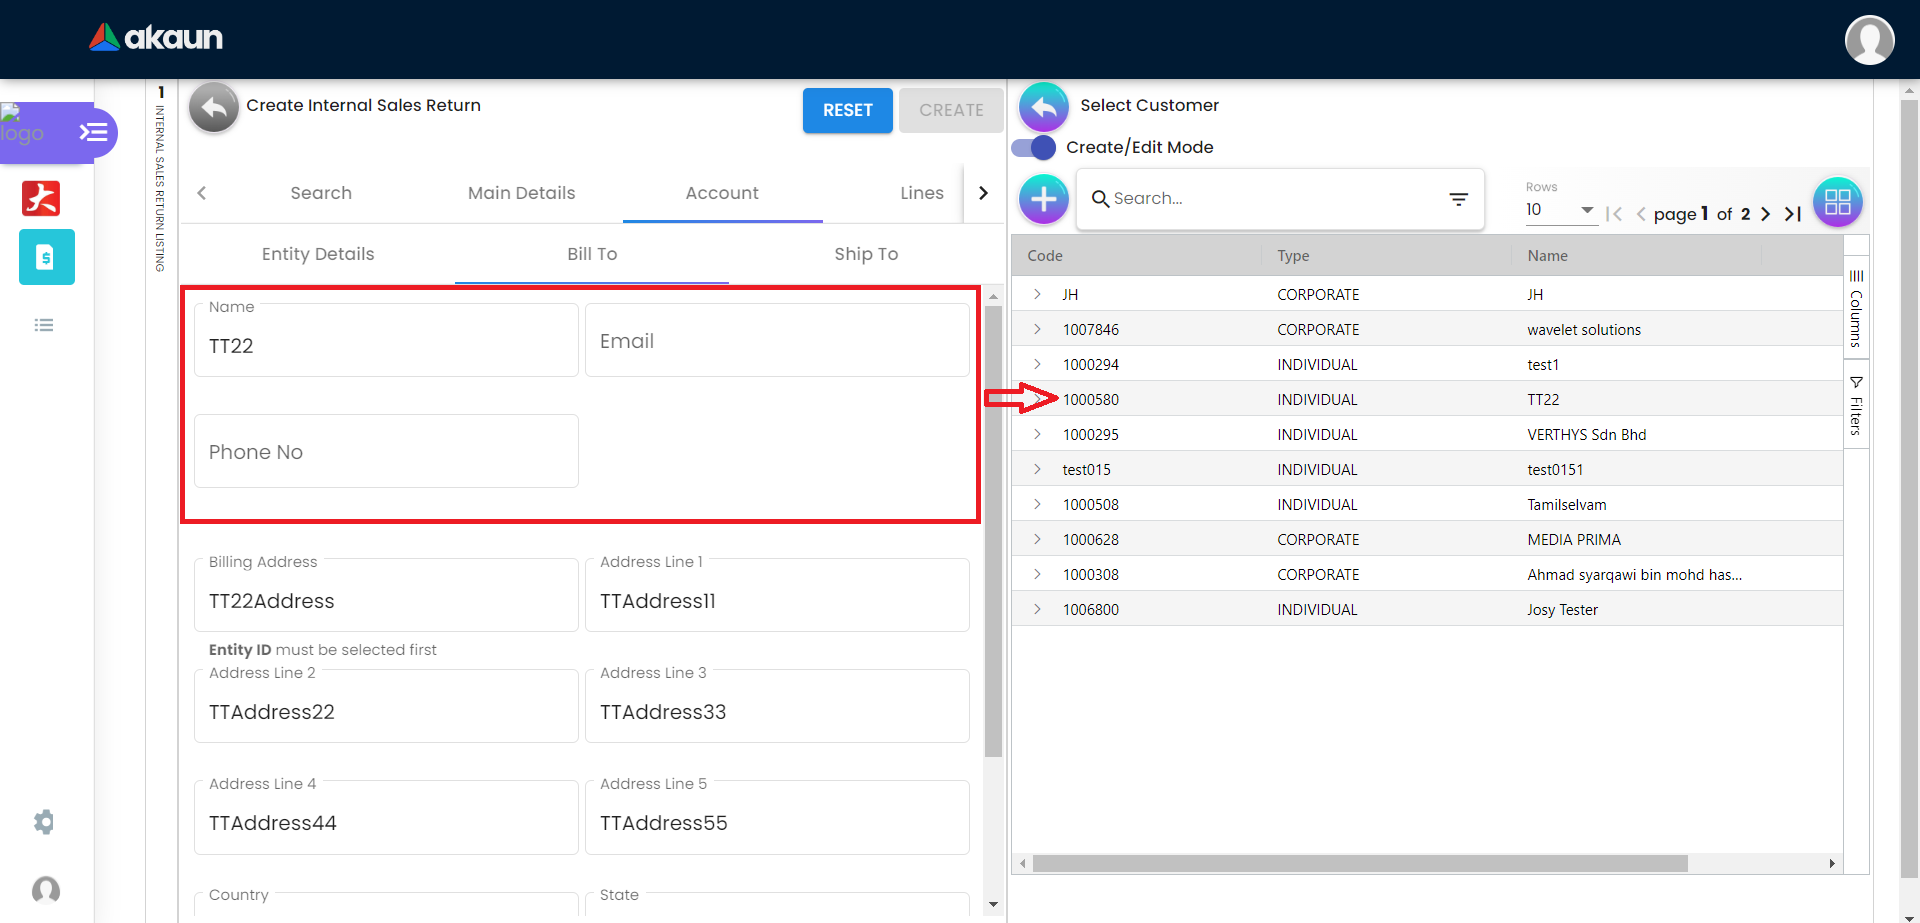 akaun
logo
1
INTERNAL SALES RETURN LISTING
Create Internal Sales Return
RESET
CREATE
Search
Main Details
Account
Lines
Entity Details
Bill To
Ship To
Name
TT22
Email
Phone No
Billing Address
TT22Address
Address Line 1
TTAddress11
Entity ID must be selected first
Address Line 2
TTAddress22
Address Line 3
TTAddress33
Address Line 4
TTAddress44
Address Line 5
TTAddress55
Country
State
Select Customer
Create/Edit Mode
Search...
Rows
10
page 1 of 2
Code Type Name
JH CORPORATE JH
1007846 CORPORATE wavelet solutions
1000294 INDIVIDUAL test1
1000580 INDIVIDUAL TT22
1000295 INDIVIDUAL VERTHYS Sdn Bhd
test015 INDIVIDUAL test0151
1000508 INDIVIDUAL Tamilselvam
1000628 CORPORATE MEDIA PRIMA
1000308 CORPORATE Ahmad syarqawi bin mohd has...
1006800 INDIVIDUAL Josy Tester
Columns
Filters